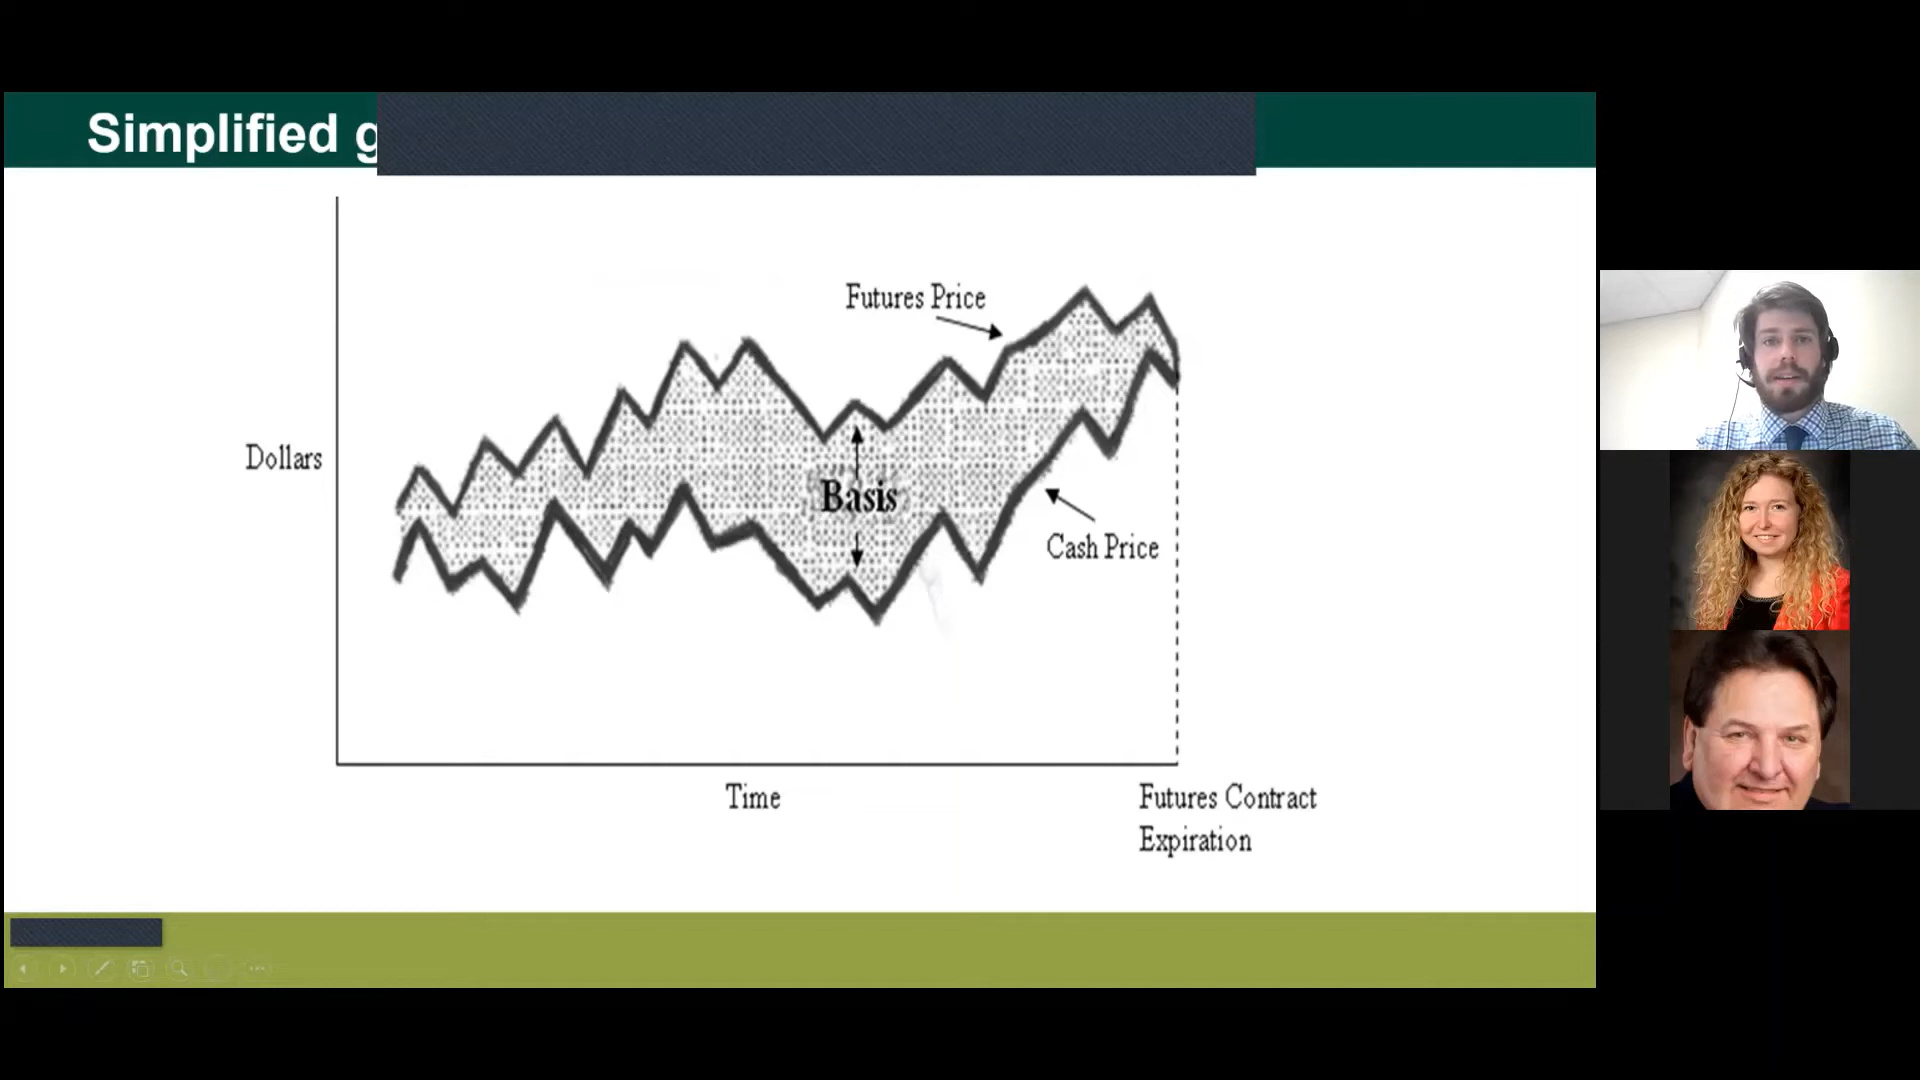 Simplified g
Futures Price
Dollars
Basis
Cash Price
Time
Futures Contract
Expiration